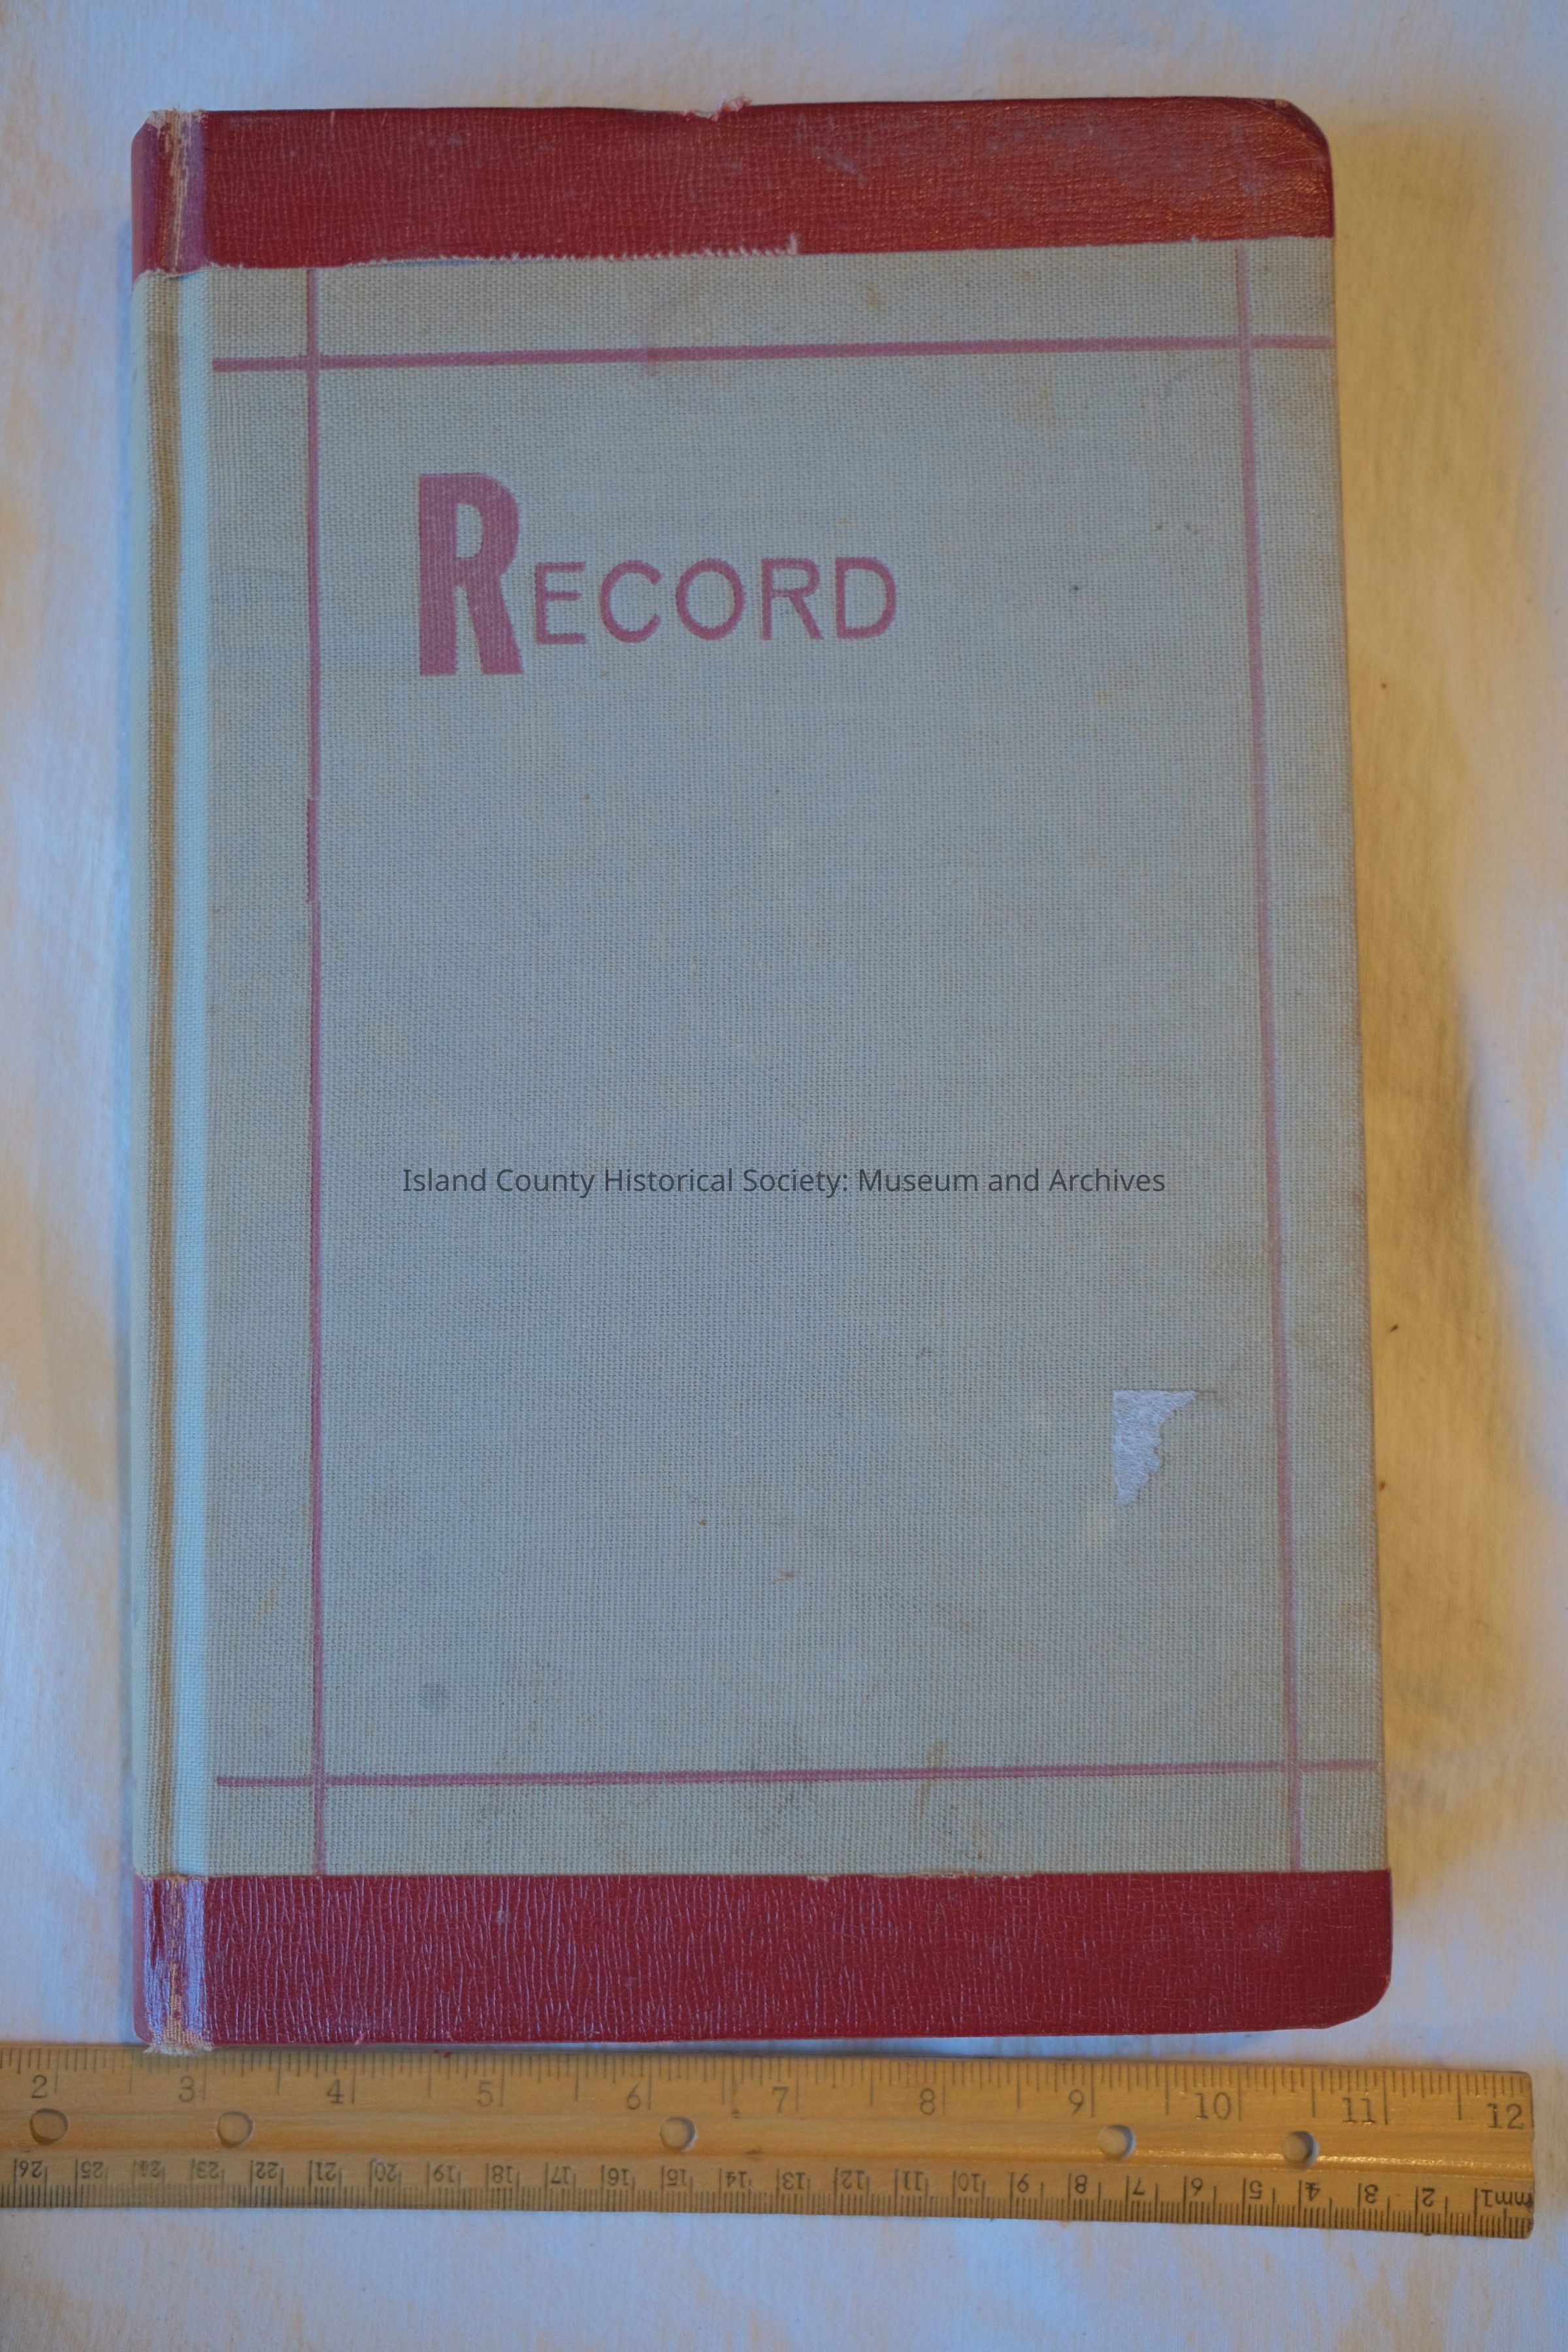 RECORD
Island County Historical Society: Museum and Archives
2 3 4 5 6 7 8 9 10 11 12
26 25 24 23 22 21 20 19 18 17 16 15 14 13 12 11 10 9 8 7 6 5 4 3 2 1mm